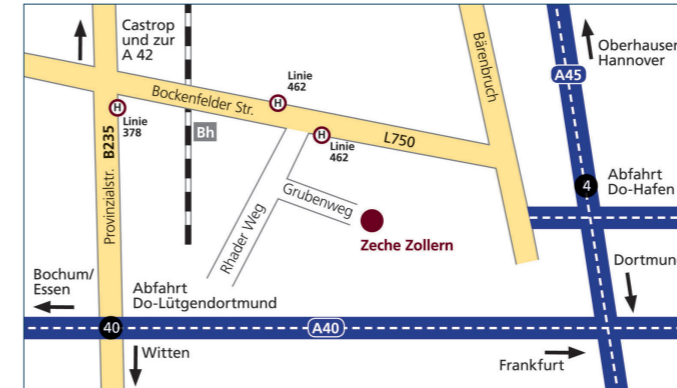 Castrop
und zur
A 42
Oberhausen
Hannover
A45
Bärenbruch
Linie
462
Bockenfelder Str.
H
H
Linie
378
Bh
H
Linie
462
L750
B235
Provinzialstr.
4
Abfahrt
Do-Hafen
Grubenweg
Rhader Weg
Zeche Zollern
Bochum/
Essen
Abfahrt
Do-Lütgendortmund
Dortmund
40
A40
Witten
Frankfurt